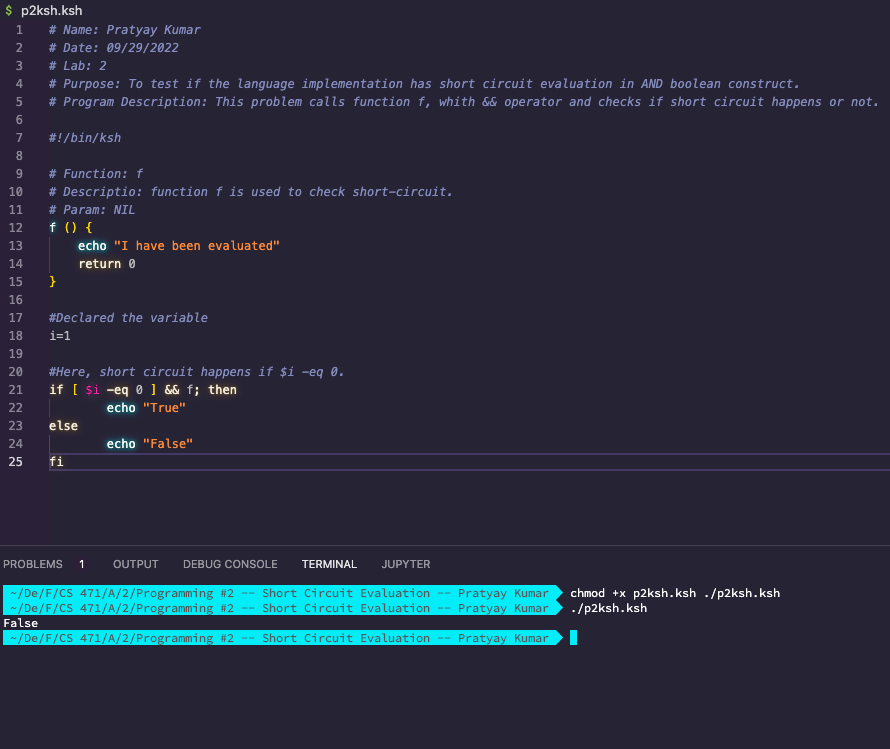 $ p2ksh.ksh
1 # Name: Pratyay Kumar
2 # Date: 09/29/2022
3 # Lab: 2
4 # Purpose: To test if the language implementation has short circuit evaluation in AND boolean construct.
5 # Program Description: This problem calls function f, whith && operator and checks if short circuit happens or not.
6
7 #!/bin/ksh
8
9 # Function: f
10 # Descriptio: function f is used to check short-circuit.
11 # Param: NIL
12 f () {
13     echo "I have been evaluated"
14     return 0
15 }
16
17 #Declared the variable
18 i=1
19
20 #Here, short circuit happens if $i -eq 0.
21 if [ $i -eq 0 ] && f; then
22         echo "True"
23 else
24         echo "False"
25 fi
PROBLEMS 1 OUTPUT DEBUG CONSOLE TERMINAL JUPYTER
~/De/F/CS 471/A/2/Programming #2 -- Short Circuit Evaluation -- Pratyay Kumar chmod +x p2ksh.ksh ./p2ksh.ksh
~/De/F/CS 471/A/2/Programming #2 -- Short Circuit Evaluation -- Pratyay Kumar ./p2ksh.ksh
False
~/De/F/CS 471/A/2/Programming #2 -- Short Circuit Evaluation -- Pratyay Kumar